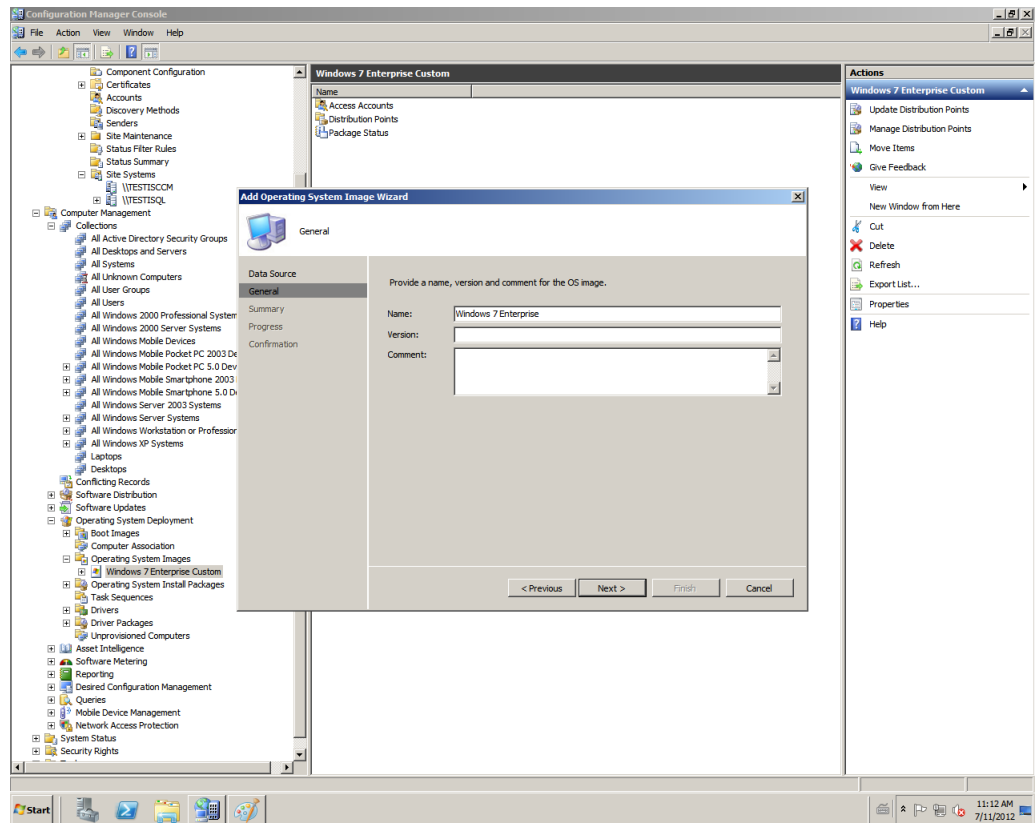 Configuration Manager Console
File Action View Window Help
Component Configuration
Certificates
Accounts
Discovery Methods
Senders
Site Maintenance
Status Filter Rules
Status Summary
Site Systems
\\TESTISCCM
\\TESTISQL
Computer Management
Collections
All Active Directory Security Groups
All Desktops and Servers
All Systems
All Unknown Computers
All User Groups
All Users
All Windows 2000 Professional System
All Windows 2000 Server Systems
All Windows Mobile Devices
All Windows Mobile Pocket PC 2003 De
All Windows Mobile Pocket PC 5.0 Dev
All Windows Mobile Smartphone 2003
All Windows Mobile Smartphone 5.0 D
All Windows Server 2003 Systems
All Windows Server Systems
All Windows Workstation or Profession
All Windows XP Systems
Laptops
Desktops
Conflicting Records
Software Distribution
Software Updates
Operating System Deployment
Boot Images
Computer Association
Operating System Images
Windows 7 Enterprise Custom
Operating System Install Packages
Task Sequences
Drivers
Driver Packages
Unprovisioned Computers
Asset Intelligence
Software Metering
Reporting
Desired Configuration Management
Queries
Mobile Device Management
Network Access Protection
System Status
Security Rights
Windows 7 Enterprise Custom
Name
Access Accounts
Distribution Points
Package Status
Add Operating System Image Wizard
General
Data Source
General
Summary
Progress
Confirmation
Provide a name, version and comment for the OS image.
Name: Windows 7 Enterprise
Version:
Comment:
< Previous Next > Finish Cancel
Actions
Windows 7 Enterprise Custom
Update Distribution Points
Manage Distribution Points
Move Items
Give Feedback
View
New Window from Here
Cut
Delete
Refresh
Export List...
Properties
Help
Start
11:12 AM
7/11/2012